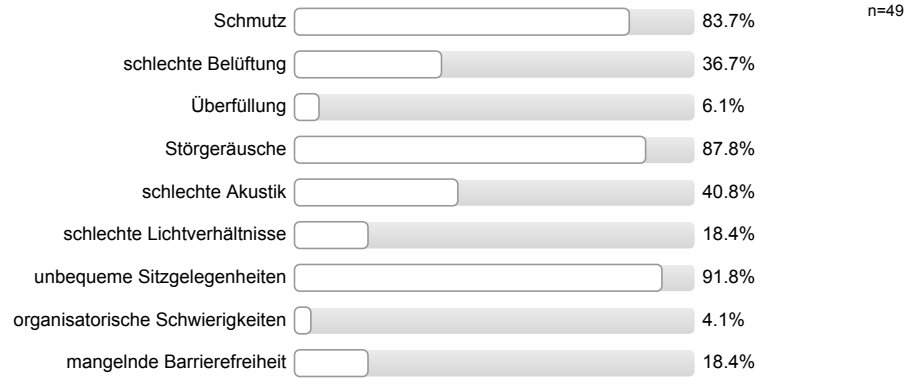 Schmutz 83.7% n=49
schlechte Belüftung 36.7%
Überfüllung 6.1%
Störgeräusche 87.8%
schlechte Akustik 40.8%
schlechte Lichtverhältnisse 18.4%
unbequeme Sitzgelegenheiten 91.8%
organisatorische Schwierigkeiten 4.1%
mangelnde Barrierefreiheit 18.4%